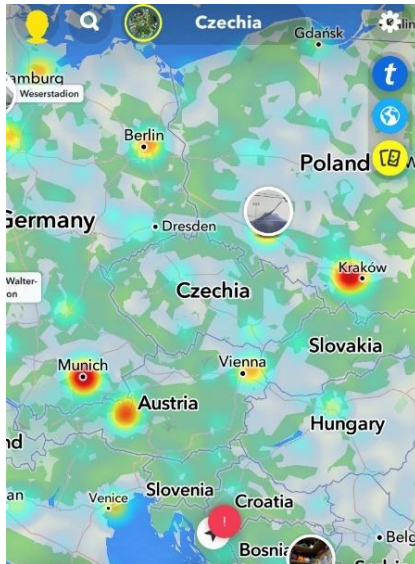 Czechia
Gdańsk
amburg
Weserstadion
t
Berlin
Poland
Germany
Dresden
Kraków
Walter-
on
Czechia
Slovakia
Munich
Vienna
Austria
Hungary
nd
Slovenia
an
Venice
Croatia
!
Bosnia
Belg